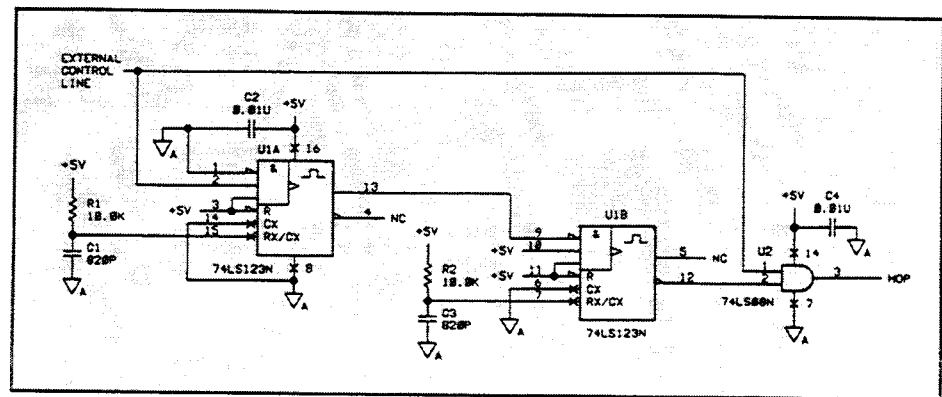 EXTERNAL
CONTROL
LINE
C2
0.01U
+5V
A
U1A
16
1
2
&
+5V
R1
10.0K
C1
820P
A
+5V
3
14
15
R
CX
RX/CX
13
4
NC
74LS123N
8
A
+5V
R2
10.0K
C3
820P
A
U1B
9
+5V
10
&
+5V
11
6
7
R
CX
RX/CX
A
5
NC
12
74LS123N
+5V
C4
0.01U
A
14
U2
1
2
3
HOP
74LS08N
7
A